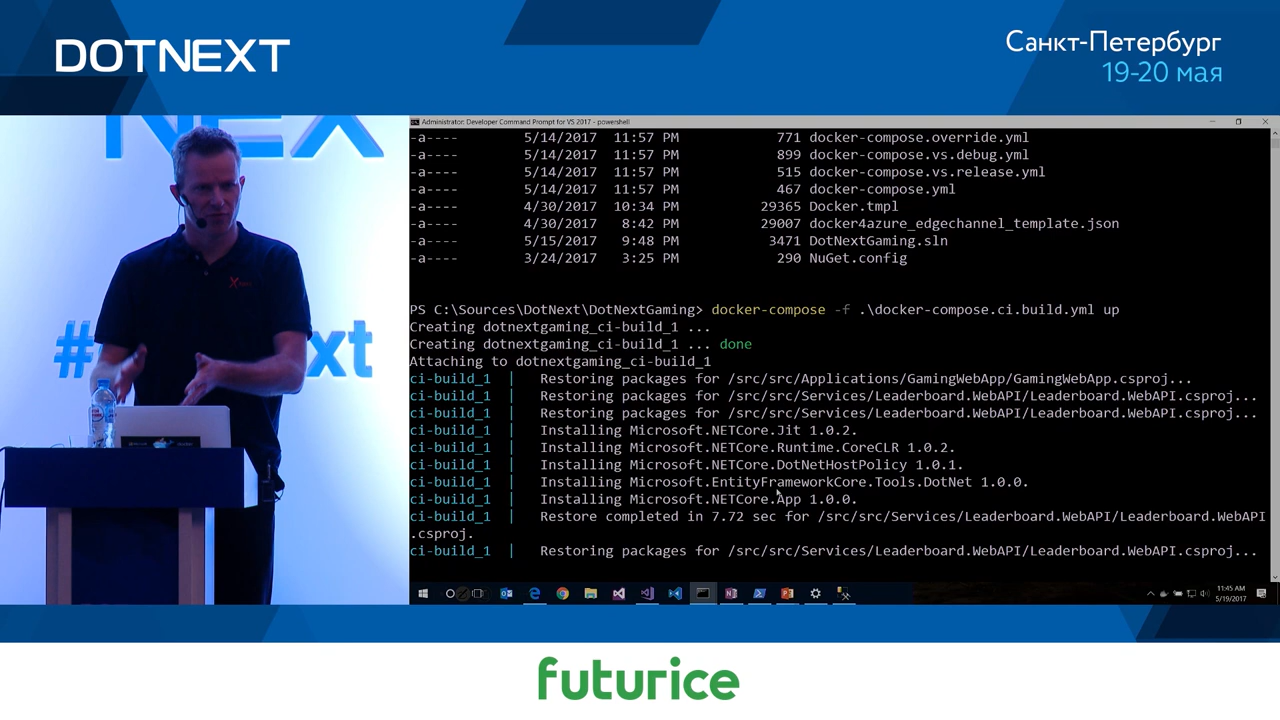 DOTNEXT
Санкт-Петербург
19-20 мая
NEX
#
xt
Administrator: Developer Command Prompt for VS 2017 - powershell
-a---- 5/14/2017 11:57 PM 771 docker-compose.override.yml
-a---- 5/14/2017 11:57 PM 899 docker-compose.vs.debug.yml
-a---- 5/14/2017 11:57 PM 515 docker-compose.vs.release.yml
-a---- 5/14/2017 11:57 PM 467 docker-compose.yml
-a---- 4/30/2017 10:34 PM 29365 Docker.tmpl
-a---- 4/30/2017 8:42 PM 29007 docker4azure_edgechannel_template.json
-a---- 5/15/2017 9:48 PM 3471 DotNextGaming.sln
-a---- 3/24/2017 3:25 PM 290 NuGet.config
PS C:\Sources\DotNext\DotNextGaming> docker-compose -f .\docker-compose.ci.build.yml up
Creating dotnextgaming_ci-build_1 ...
Creating dotnextgaming_ci-build_1 ... done
Attaching to dotnextgaming_ci-build_1
ci-build_1 | Restoring packages for /src/src/Applications/GamingWebApp/GamingWebApp.csproj...
ci-build_1 | Restoring packages for /src/src/Services/Leaderboard.WebAPI/Leaderboard.WebAPI.csproj...
ci-build_1 | Restoring packages for /src/src/Services/Leaderboard.WebAPI/Leaderboard.WebAPI.csproj...
ci-build_1 | Installing Microsoft.NETCore.Jit 1.0.2.
ci-build_1 | Installing Microsoft.NETCore.Runtime.CoreCLR 1.0.2.
ci-build_1 | Installing Microsoft.NETCore.DotNetHostPolicy 1.0.1.
ci-build_1 | Installing Microsoft.EntityFrameworkCore.Tools.DotNet 1.0.0.
ci-build_1 | Installing Microsoft.NETCore.App 1.0.0.
ci-build_1 | Restore completed in 7.72 sec for /src/src/Services/Leaderboard.WebAPI/Leaderboard.WebAPI
.csproj.
ci-build_1 | Restoring packages for /src/src/Services/Leaderboard.WebAPI/Leaderboard.WebAPI.csproj...
11:45 AM
5/19/2017
futurice